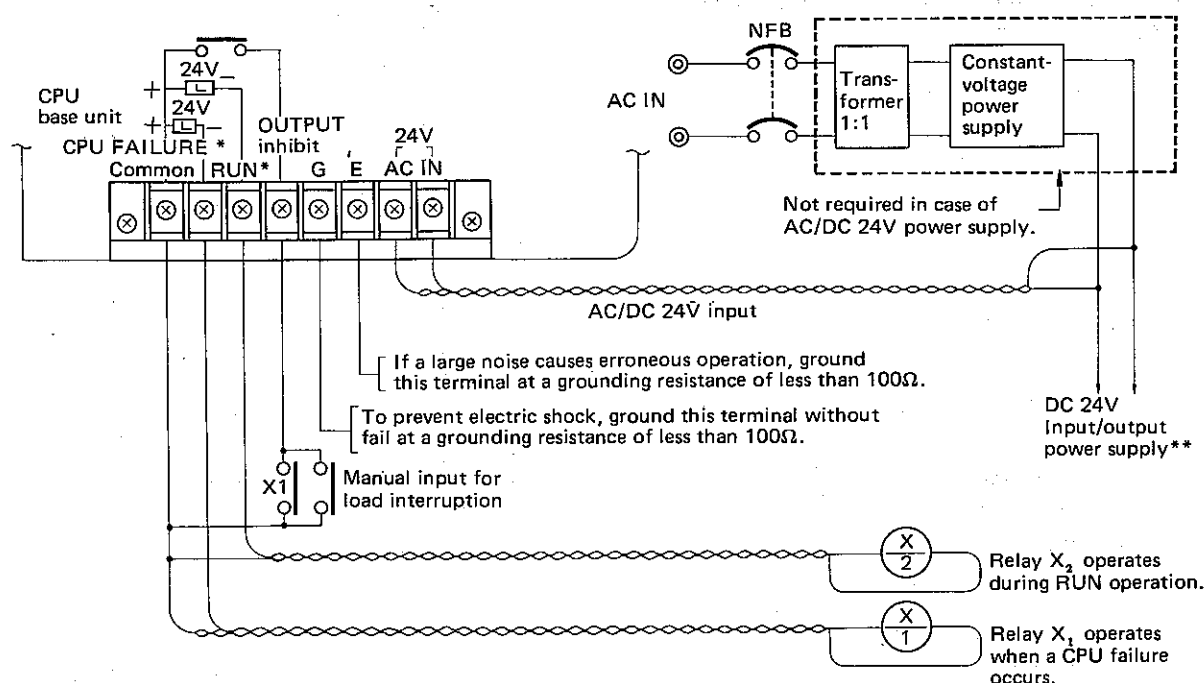 NFB
24V
+ −
CPU
base unit
24V
+ −
OUTPUT
inhibit
CPU FAILURE *
24V
Common RUN* G E AC IN
AC IN
Trans-
former
1:1
Constant-
voltage
power
supply
Not required in case of
AC/DC 24V power supply.
AC/DC 24V input
If a large noise causes erroneous operation, ground
this terminal at a grounding resistance of less than 100Ω.
To prevent electric shock, ground this terminal without
fail at a grounding resistance of less than 100Ω.
DC 24V
Input/output
power supply**
X1
Manual input for
load interruption
X
2
Relay X₂ operates
during RUN operation.
X
1
Relay X₁ operates
when a CPU failure
occurs.